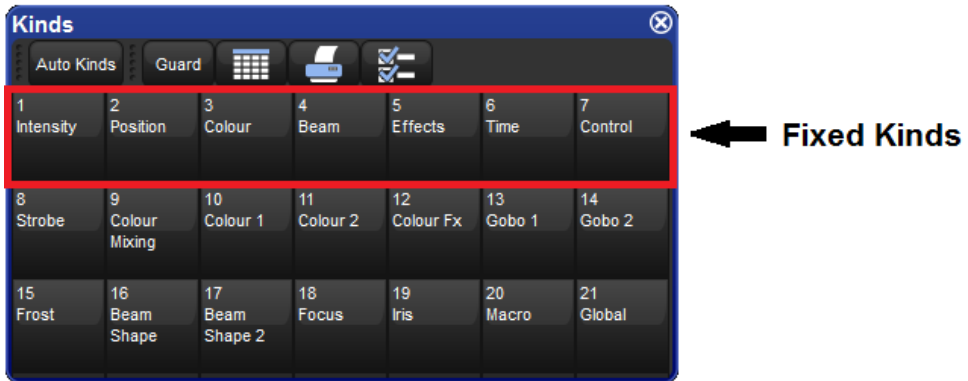 Kinds
Auto Kinds Guard
1 2 3 4 5 6 7
Intensity Position Colour Beam Effects Time Control
Fixed Kinds
8 9 10 11 12 13 14
Strobe Colour Colour 1 Colour 2 Colour Fx Gobo 1 Gobo 2
Mixing
15 16 17 18 19 20 21
Frost Beam Beam Focus Iris Macro Global
Shape Shape 2